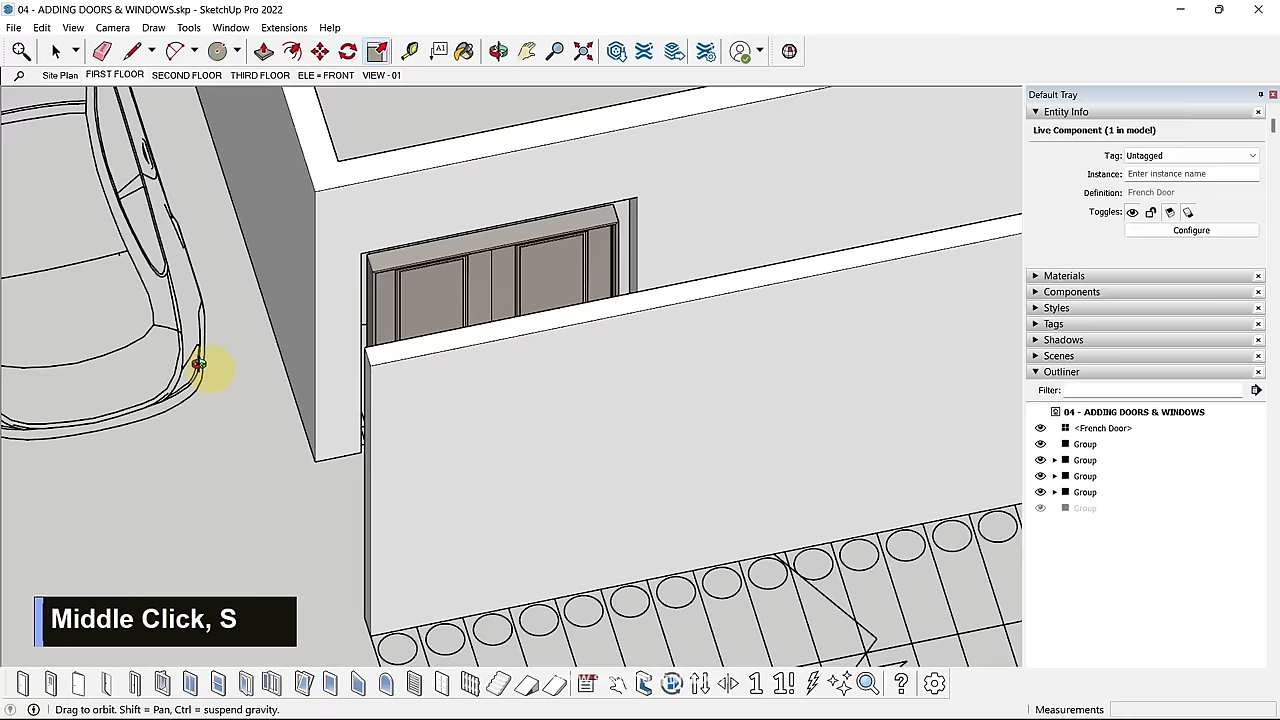 04 - ADDING DOORS & WINDOWS.skp - SketchUp Pro 2022
File Edit View Camera Draw Tools Window Extensions Help
Site Plan FIRST FLOOR SECOND FLOOR THIRD FLOOR ELE = FRONT VIEW - 01
Default Tray
Entity Info
Live Component (1 in model)
Tag: Untagged
Instance: Enter instance name
Definition: French Door
Toggles:
Configure
Materials
Components
Styles
Tags
Shadows
Scenes
Outliner
Filter:
04 - ADDING DOORS & WINDOWS
<French Door>
Group
Group
Group
Group
Group
Middle Click, S
Drag to orbit. Shift = Pan, Ctrl = suspend gravity.
Measurements